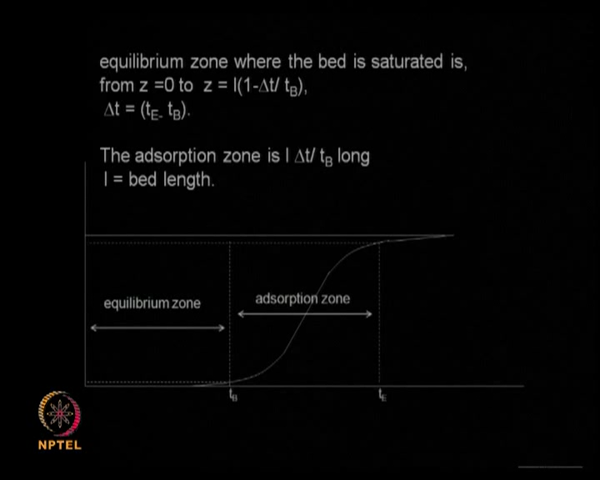 equilibrium zone where the bed is saturated is,
from z =0 to z = l(1-Δt/ tB),
Δt = (tE- tB).
The adsorption zone is l Δt/ tB long
l = bed length.
equilibrium zone
adsorption zone
tB
tE
NPTEL